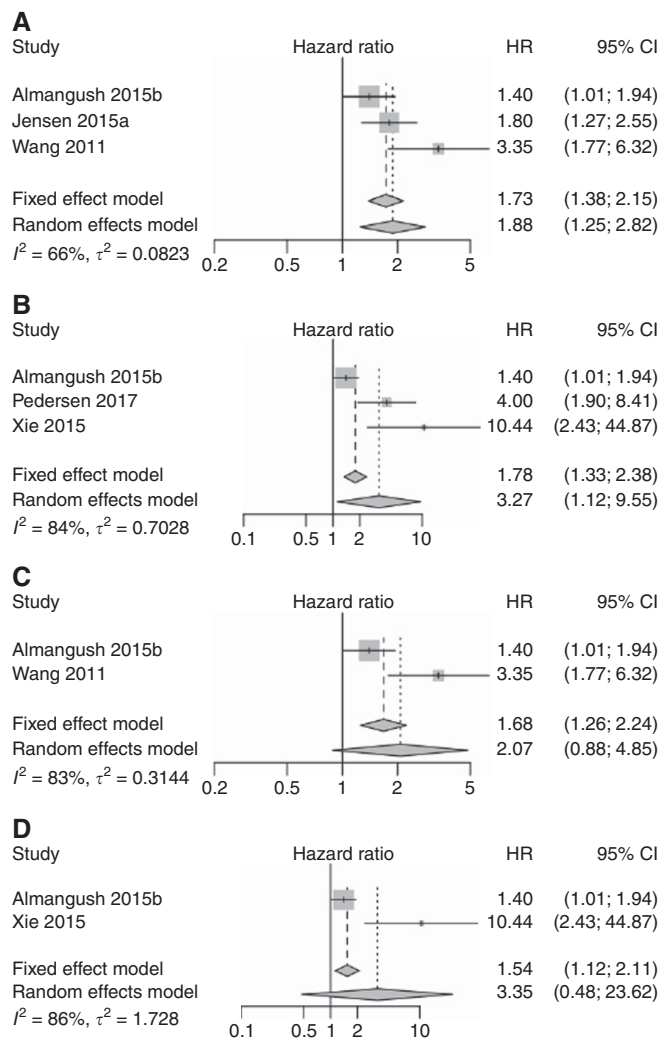 A
Study Hazard ratio HR 95% CI
Almangush 2015b 1.40 (1.01; 1.94)
Jensen 2015a 1.80 (1.27; 2.55)
Wang 2011 3.35 (1.77; 6.32)
Fixed effect model 1.73 (1.38; 2.15)
Random effects model 1.88 (1.25; 2.82)
I² = 66%, τ² = 0.0823
0.2 0.5 1 2 5
B
Study Hazard ratio HR 95% CI
Almangush 2015b 1.40 (1.01; 1.94)
Pedersen 2017 4.00 (1.90; 8.41)
Xie 2015 10.44 (2.43; 44.87)
Fixed effect model 1.78 (1.33; 2.38)
Random effects model 3.27 (1.12; 9.55)
I² = 84%, τ² = 0.7028
0.1 0.5 1 2 10
C
Study Hazard ratio HR 95% CI
Almangush 2015b 1.40 (1.01; 1.94)
Wang 2011 3.35 (1.77; 6.32)
Fixed effect model 1.68 (1.26; 2.24)
Random effects model 2.07 (0.88; 4.85)
I² = 83%, τ² = 0.3144
0.2 0.5 1 2 5
D
Study Hazard ratio HR 95% CI
Almangush 2015b 1.40 (1.01; 1.94)
Xie 2015 10.44 (2.43; 44.87)
Fixed effect model 1.54 (1.12; 2.11)
Random effects model 3.35 (0.48; 23.62)
I² = 86%, τ² = 1.728
0.1 0.5 1 2 10